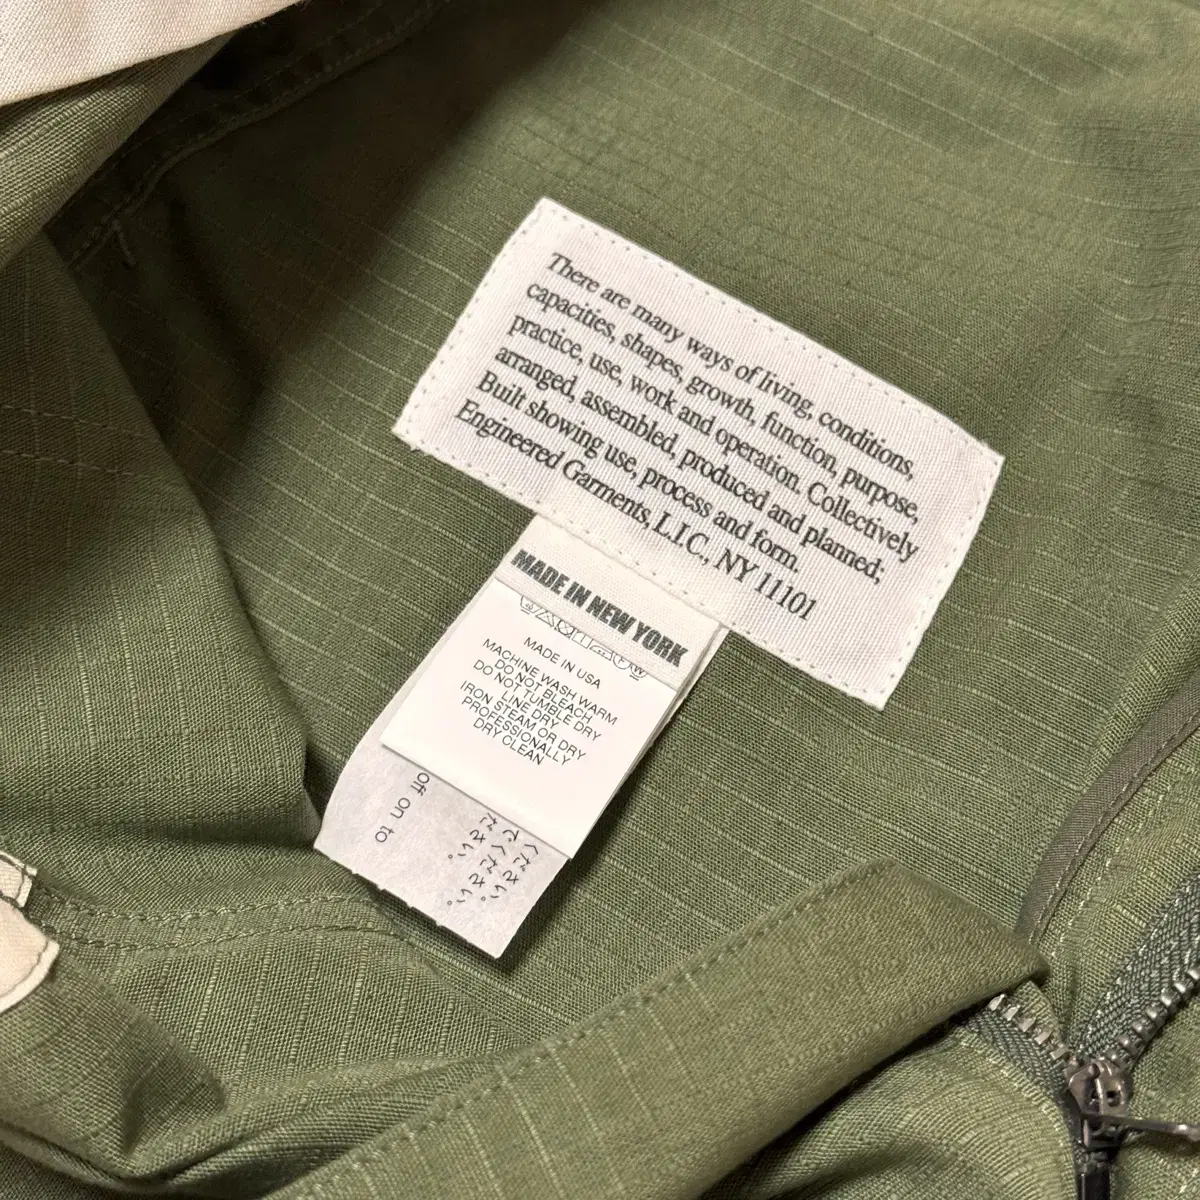 There are many ways of living, conditions,
capacities, shapes, growth, function, purpose,
practice, use, work and operation. Collectively
arranged, assembled, produced and planned;
Built showing use, process and form.
Engineered Garments, L.I.C., NY 11101
MADE IN NEW YORK
MADE IN USA
MACHINE WASH WARM
DO NOT BLEACH
DO NOT TUMBLE DRY
LINE DRY
IRON STEAM OR DRY
PROFESSIONALLY
DRY CLEAN
off on to